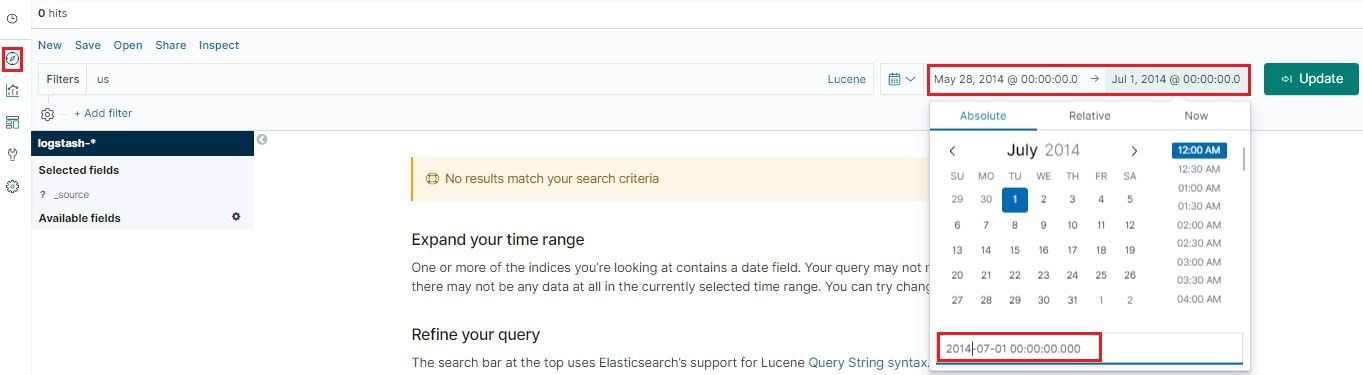 0 hits
New Save Open Share Inspect
Filters us Lucene May 28, 2014 @ 00:00:00.0 → Jul 1, 2014 @ 00:00:00.0 Update
+ Add filter
Absolute Relative Now
logstash-*
Selected fields
? _source
Available fields
No results match your search criteria
Expand your time range
One or more of the indices you're looking at contains a date field. Your query may not
there may not be any data at all in the currently selected time range. You can try
Refine your query
The search bar at the top uses Elasticsearch's support for Lucene Query String syntax.
July 2014
SU MO TU WE TH FR SA
29 30 1 2 3 4 5
6 7 8 9 10 11 12
13 14 15 16 17 18 19
20 21 22 23 24 25 26
27 28 29 30 31 1 2
12:00 AM
12:30 AM
01:00 AM
01:30 AM
02:00 AM
02:30 AM
03:00 AM
03:30 AM
04:00 AM
2014-07-01 00:00:00.000